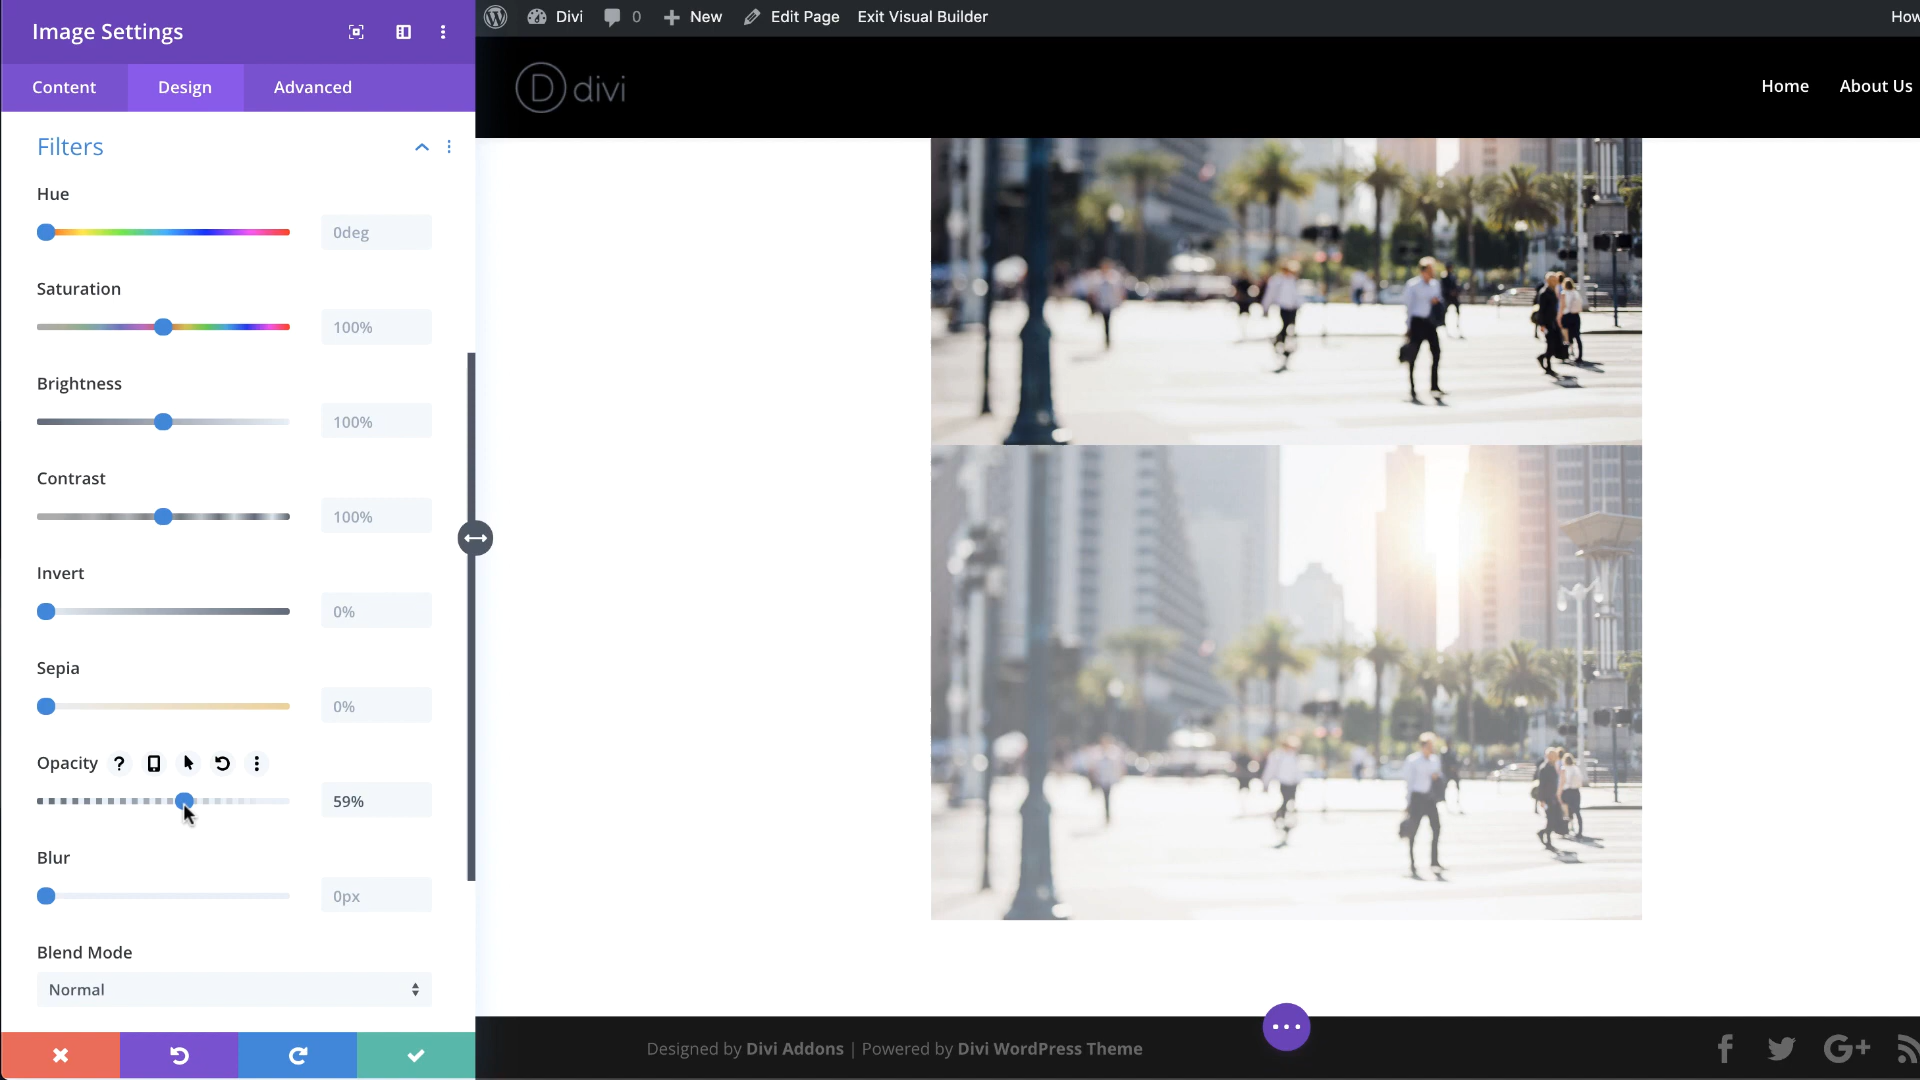 Image Settings
Content
Design
Advanced
Filters
Hue
0deg
Saturation
100%
Brightness
100%
Contrast
100%
Invert
0%
Sepia
0%
Opacity ?
59%
Blur
0px
Blend Mode
Normal
Divi
0
New
Edit Page
Exit Visual Builder
How
D divi
Home
About Us
Designed by Divi Addons | Powered by Divi WordPress Theme
G+